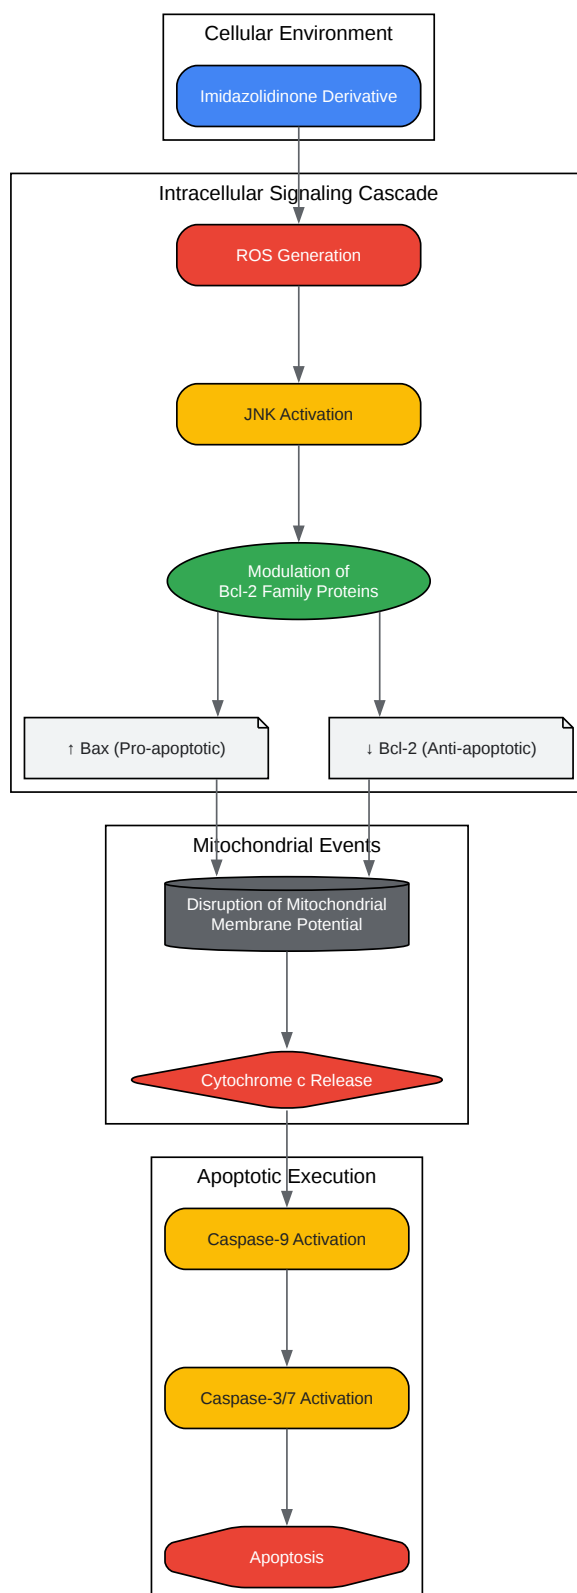 Cellular Environment
Imidazolidinone Derivative
Intracellular Signaling Cascade
ROS Generation
JNK Activation
Modulation of
Bcl-2 Family Proteins
↑ Bax (Pro-apoptotic)
↓ Bcl-2 (Anti-apoptotic)
Mitochondrial Events
Disruption of Mitochondrial
Membrane Potential
Cytochrome c Release
Apoptotic Execution
Caspase-9 Activation
Caspase-3/7 Activation
Apoptosis